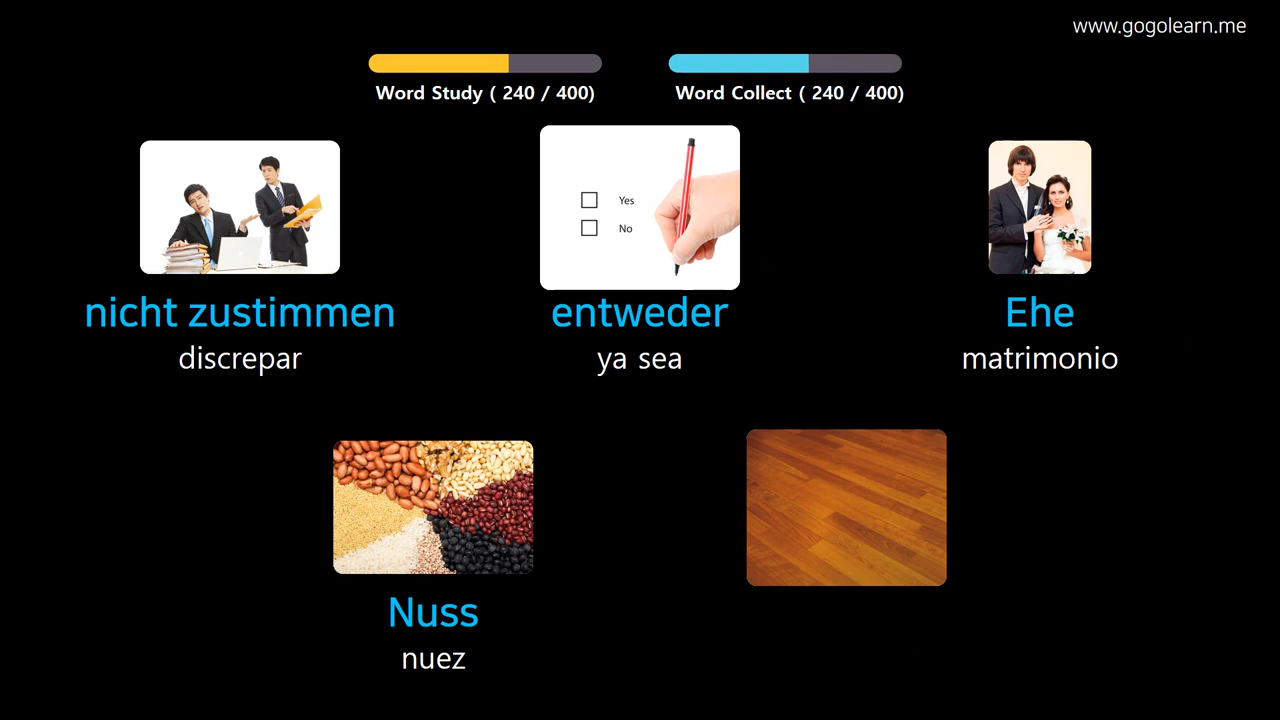 www.gogolearn.me
Word Study ( 240 / 400)
Word Collect ( 240 / 400)
Yes
No
nicht zustimmen
discrepar
entweder
ya sea
Ehe
matrimonio
Nuss
nuez